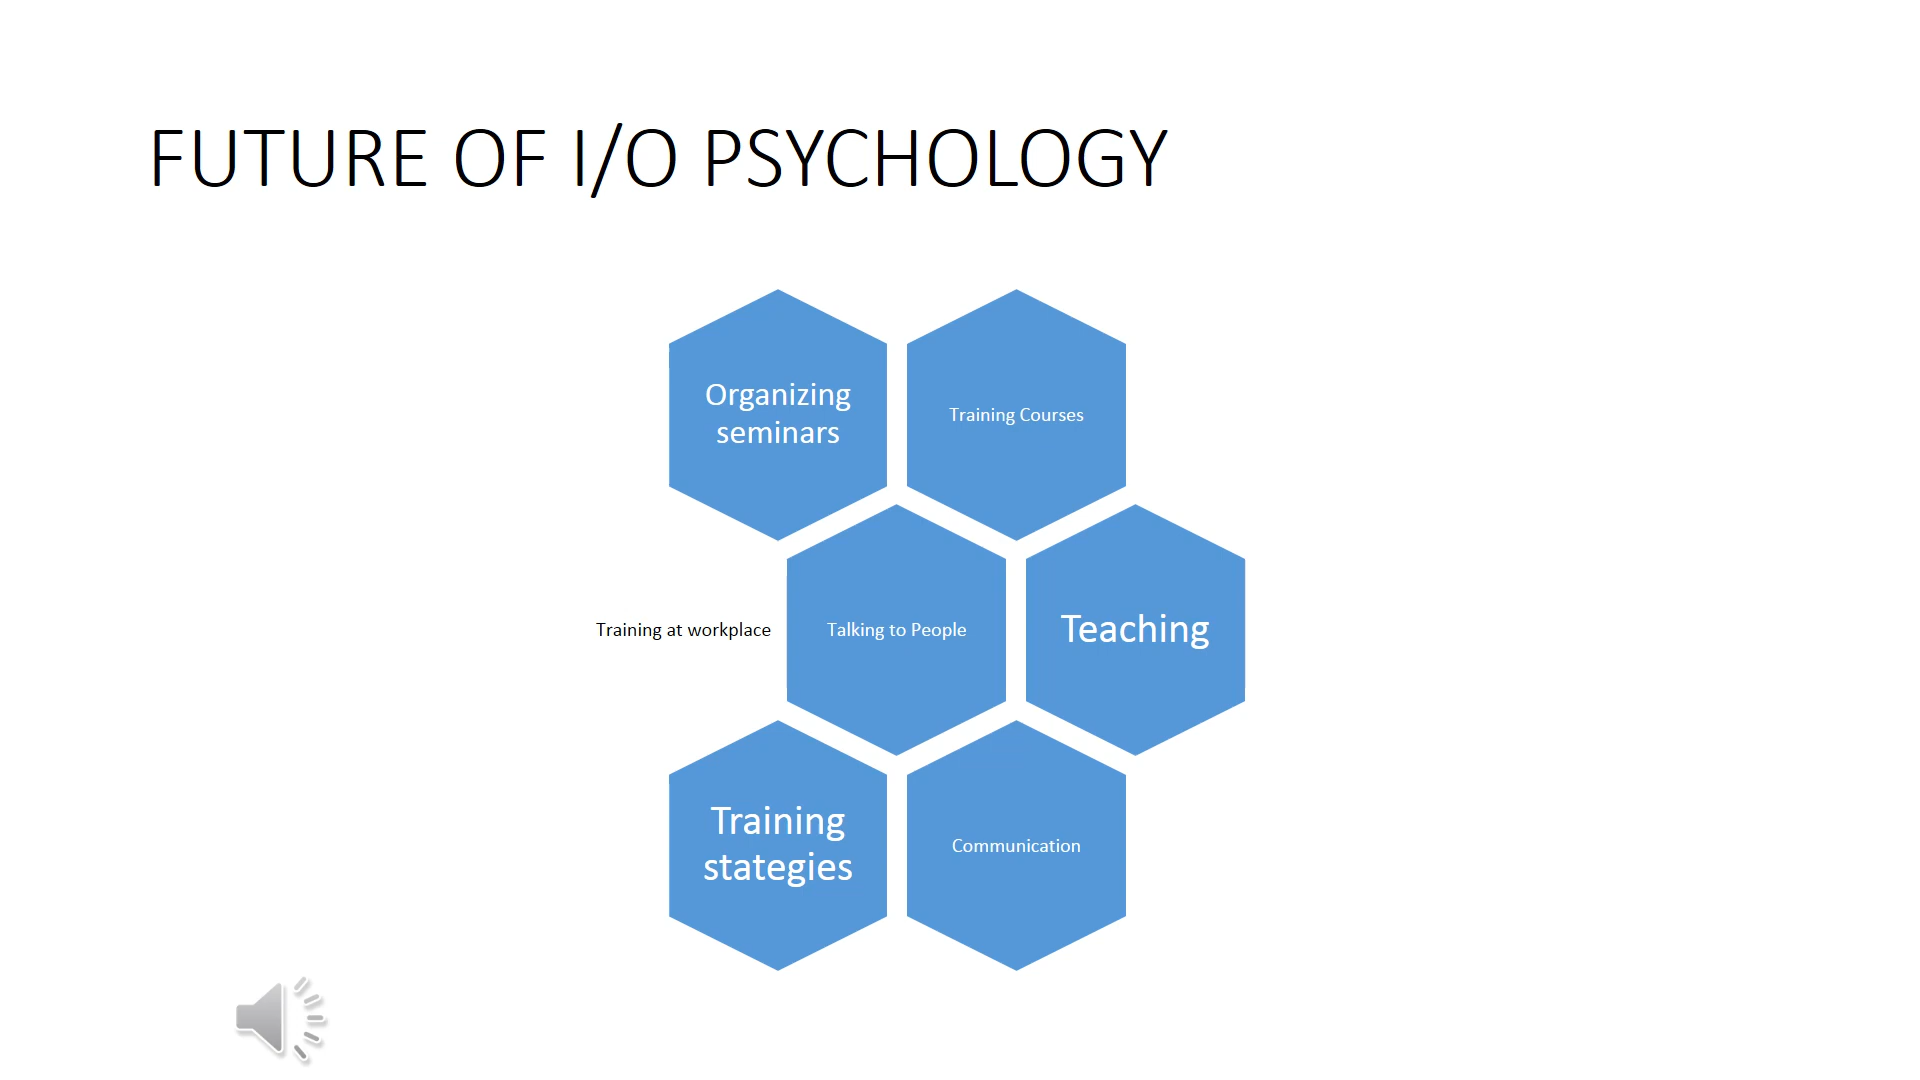 FUTURE OF I/O PSYCHOLOGY
Organizing
seminars
Training Courses
Training at workplace
Talking to People
Teaching
Training
stategies
Communication